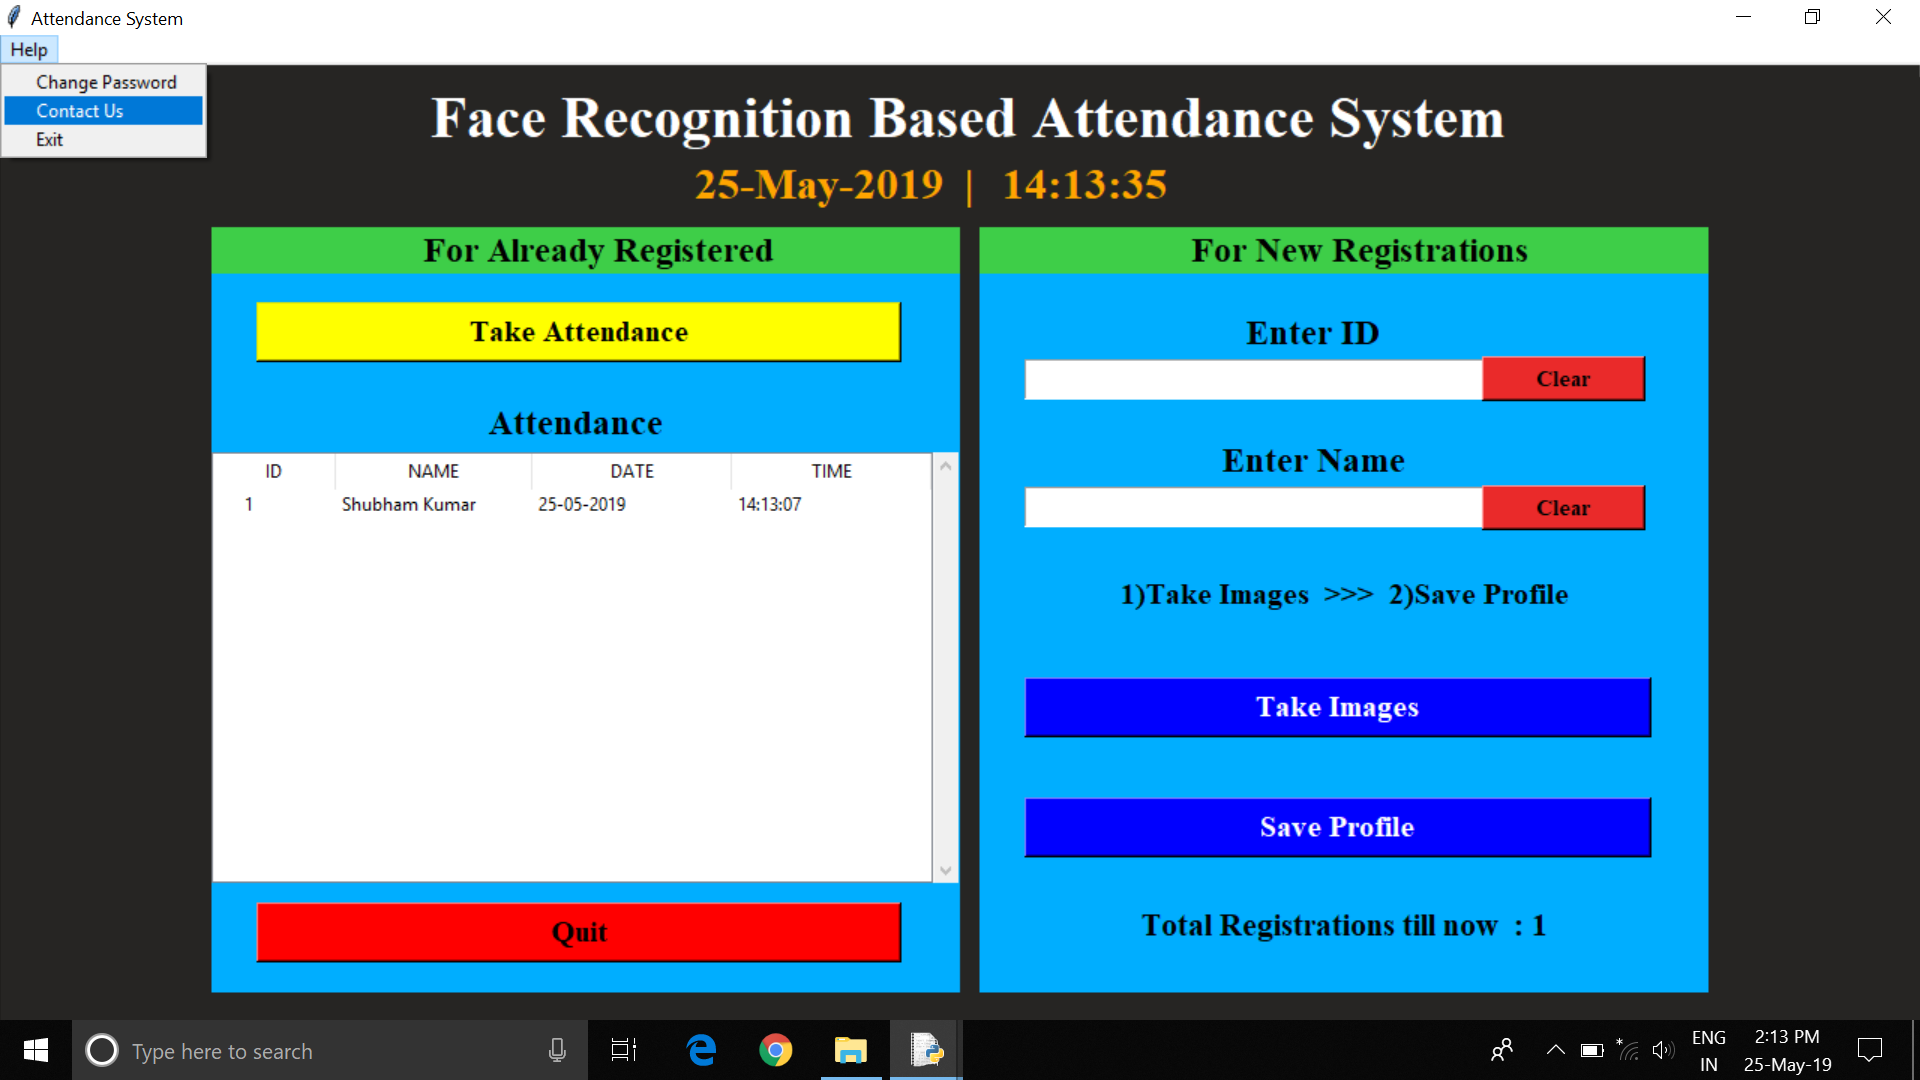 Attendance System
Help
Change Password
Contact Us
Exit
Face Recognition Based Attendance System
25-May-2019 | 14:13:35
For Already Registered
Take Attendance
Attendance
ID NAME DATE TIME
1 Shubham Kumar 25-05-2019 14:13:07
Quit
For New Registrations
Enter ID
Clear
Enter Name
Clear
1)Take Images >>> 2)Save Profile
Take Images
Save Profile
Total Registrations till now : 1
Type here to search
ENG
IN
2:13 PM
25-May-19